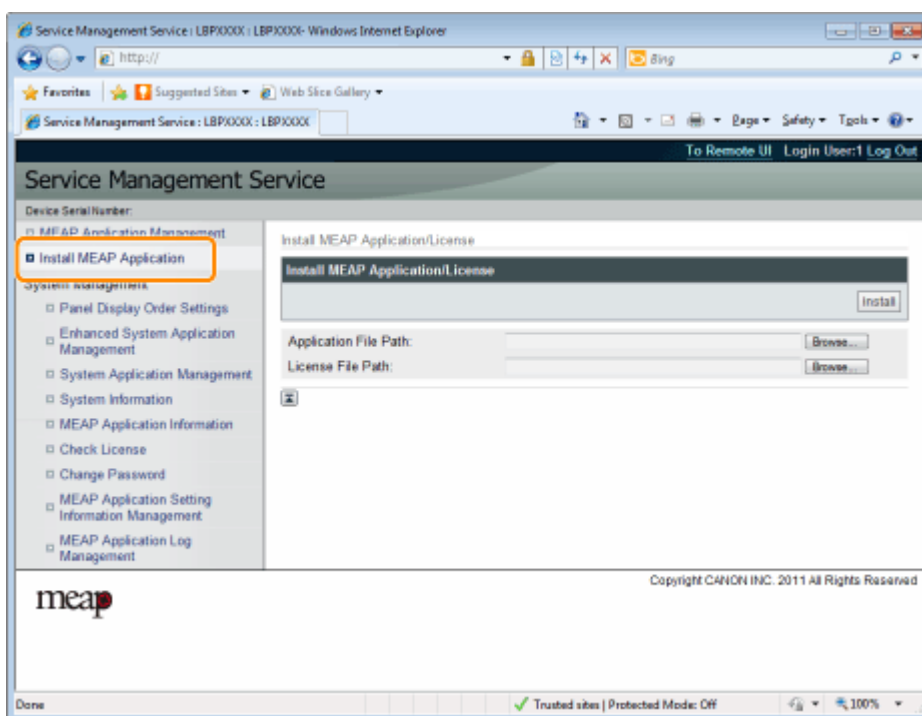 Service Management Service : LBPXXXX : LBPXXXX- Windows Internet Explorer
http://
Bing
Favorites Suggested Sites Web Slice Gallery
Service Management Service : LBPXXXX : LBPXXXX
Page Safety Tools
To Remote UI Login User:1 Log Out
Service Management Service
Device Serial Number:
MEAP Application Management
Install MEAP Application
System Management
Panel Display Order Settings
Enhanced System Application
Management
System Application Management
System Information
MEAP Application Information
Check License
Change Password
MEAP Application Setting
Information Management
MEAP Application Log
Management
Install MEAP Application/License
Install MEAP Application/License
Install
Application File Path:
Browse...
License File Path:
Browse...
Copyright CANON INC. 2011 All Rights Reserved
meap
Done
Trusted sites | Protected Mode: Off
100%